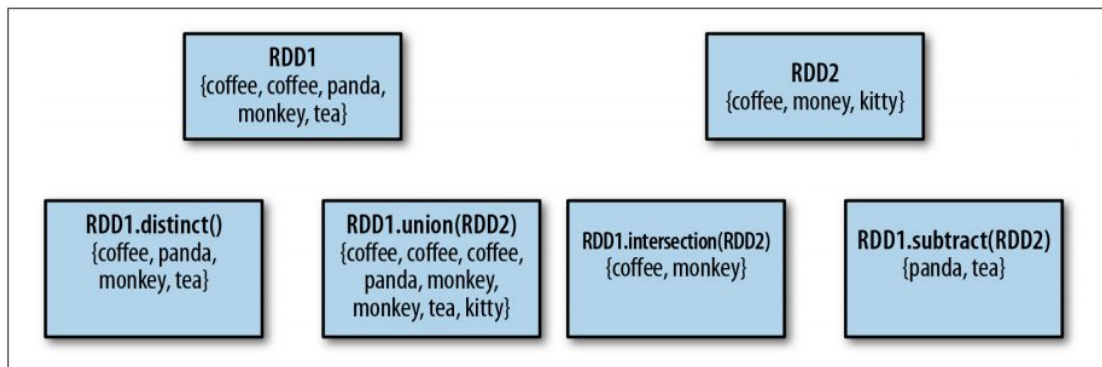 RDD1
{coffee, coffee, panda,
monkey, tea}
RDD2
{coffee, money, kitty}
RDD1.distinct()
{coffee, panda,
monkey, tea}
RDD1.union(RDD2)
{coffee, coffee, coffee,
panda, monkey,
monkey, tea, kitty}
RDD1.intersection(RDD2)
{coffee, monkey}
RDD1.subtract(RDD2)
{panda, tea}